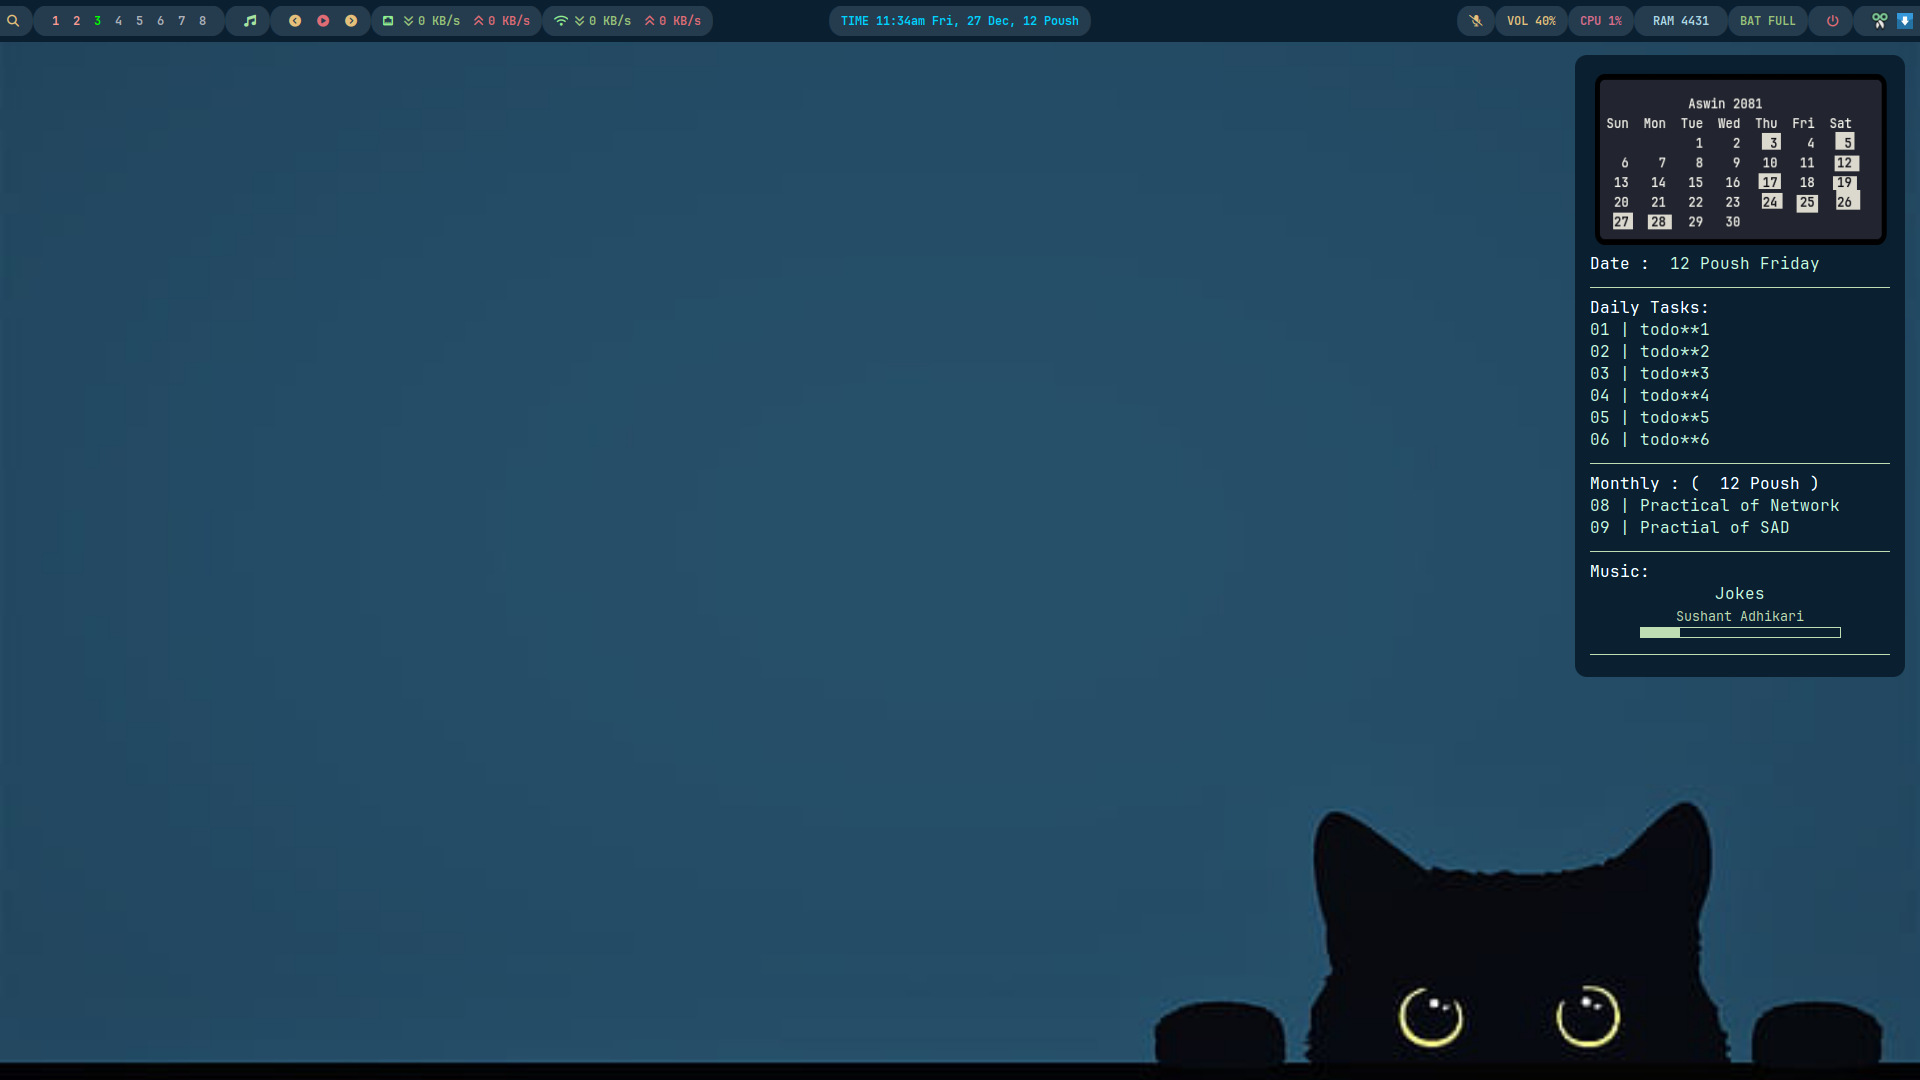 1 2 3 4 5 6 7 8 0 KB/s 0 KB/s 0 KB/s 0 KB/s TIME 11:34am Fri, 27 Dec, 12 Poush VOL 40% CPU 1% RAM 4431 BAT FULL
Aswin 2081
Sun Mon Tue Wed Thu Fri Sat
1 2 3 4 5
6 7 8 9 10 11 12
13 14 15 16 17 18 19
20 21 22 23 24 25 26
27 28 29 30
Date : 12 Poush Friday
Daily Tasks:
01 | todo**1
02 | todo**2
03 | todo**3
04 | todo**4
05 | todo**5
06 | todo**6
Monthly : ( 12 Poush )
08 | Practical of Network
09 | Practial of SAD
Music:
Jokes
Sushant Adhikari